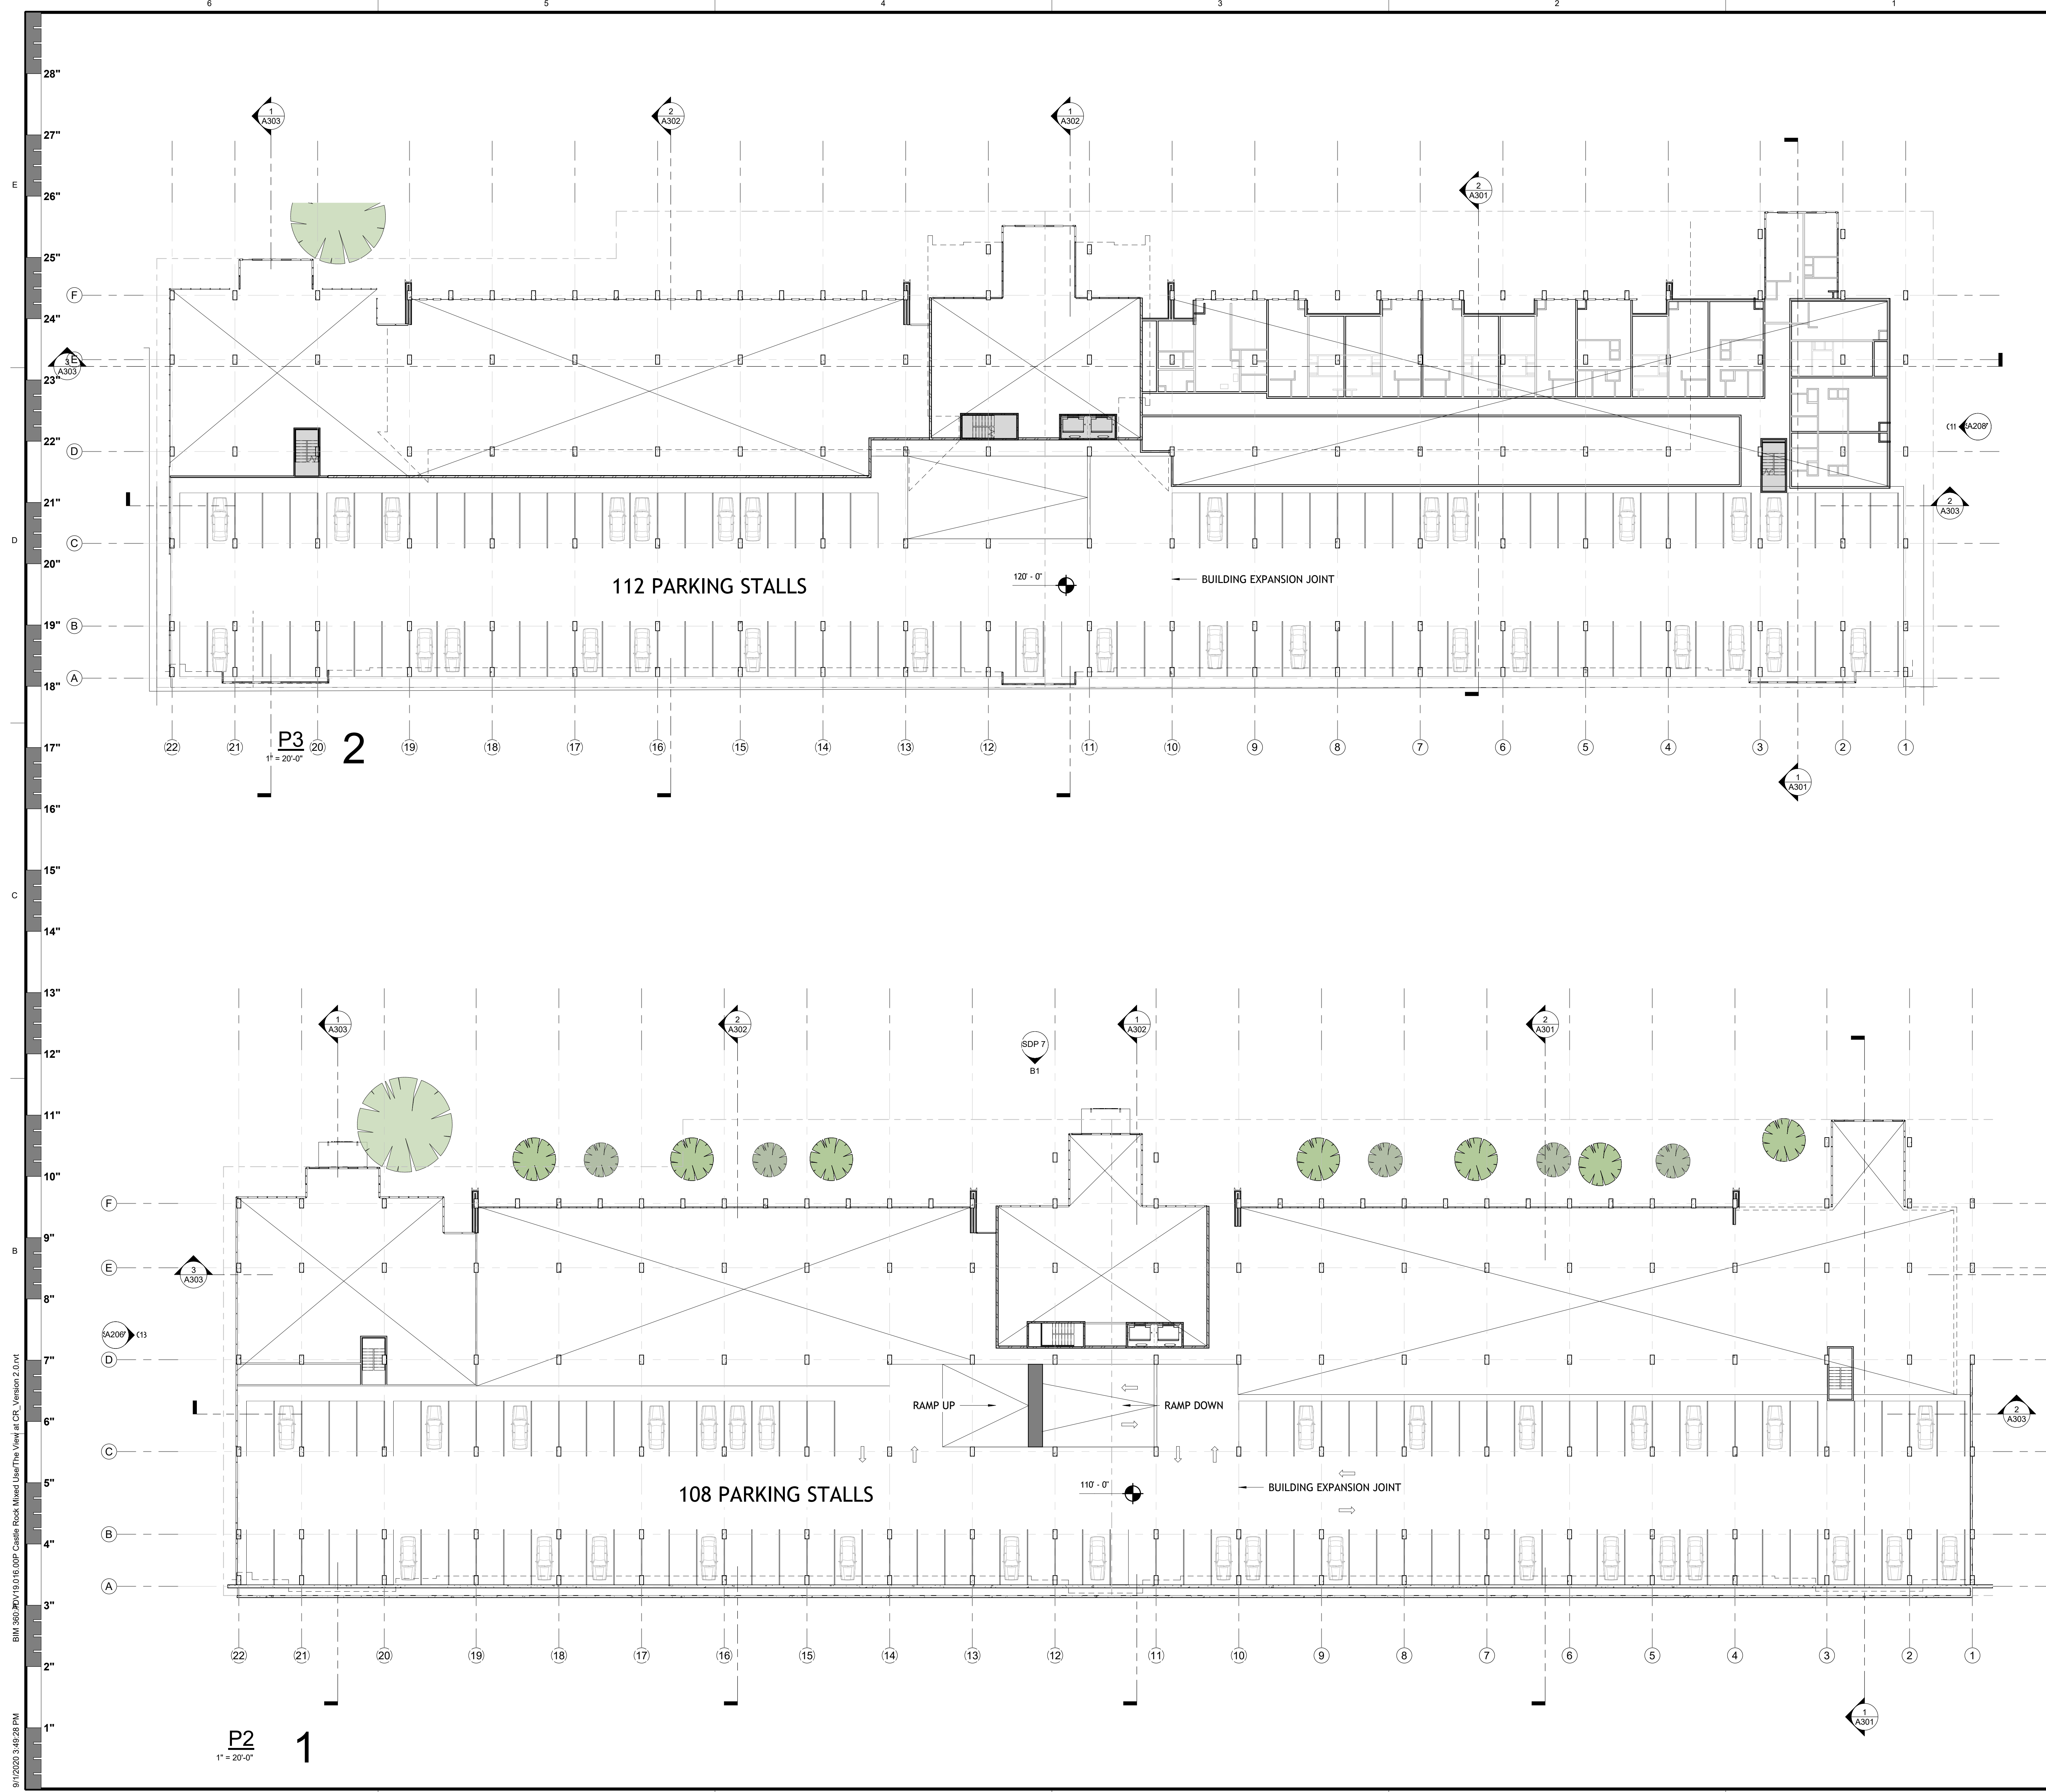 6 5 4 3 2 1
28"
1
A303
2
A302
1
A302
27"
2
A301
E
26"
25"
F
24"
E
3
A303
23"
22"
(11
D
21"
2
A303
D
C
20"
112 PARKING STALLS
120' - 0"
BUILDING EXPANSION JOINT
B
19"
A
18"
22 21 20 19 18 17 16 15 14 13 12 11 10 9 8 7 6 5 4 3 2 1
17"
P3
1" = 20'-0"
2
1
A301
16"
15"
C
14"
13"
1
A303
2
A302
1
A302
2
A301
SDP 7
B1
12"
11"
10"
F
9"
B
E
3
A303
8"
(13
D
7"
RAMP UP
RAMP DOWN
2
A303
6"
C
5"
108 PARKING STALLS
110' - 0"
BUILDING EXPANSION JOINT
B
4"
A
3"
22 21 20 19 18 17 16 15 14 13 12 11 10 9 8 7 6 5 4 3 2 1
2"
1
A301
1"
P2
1" = 20'-0"
1
9/1/2020 3:49:28 PM